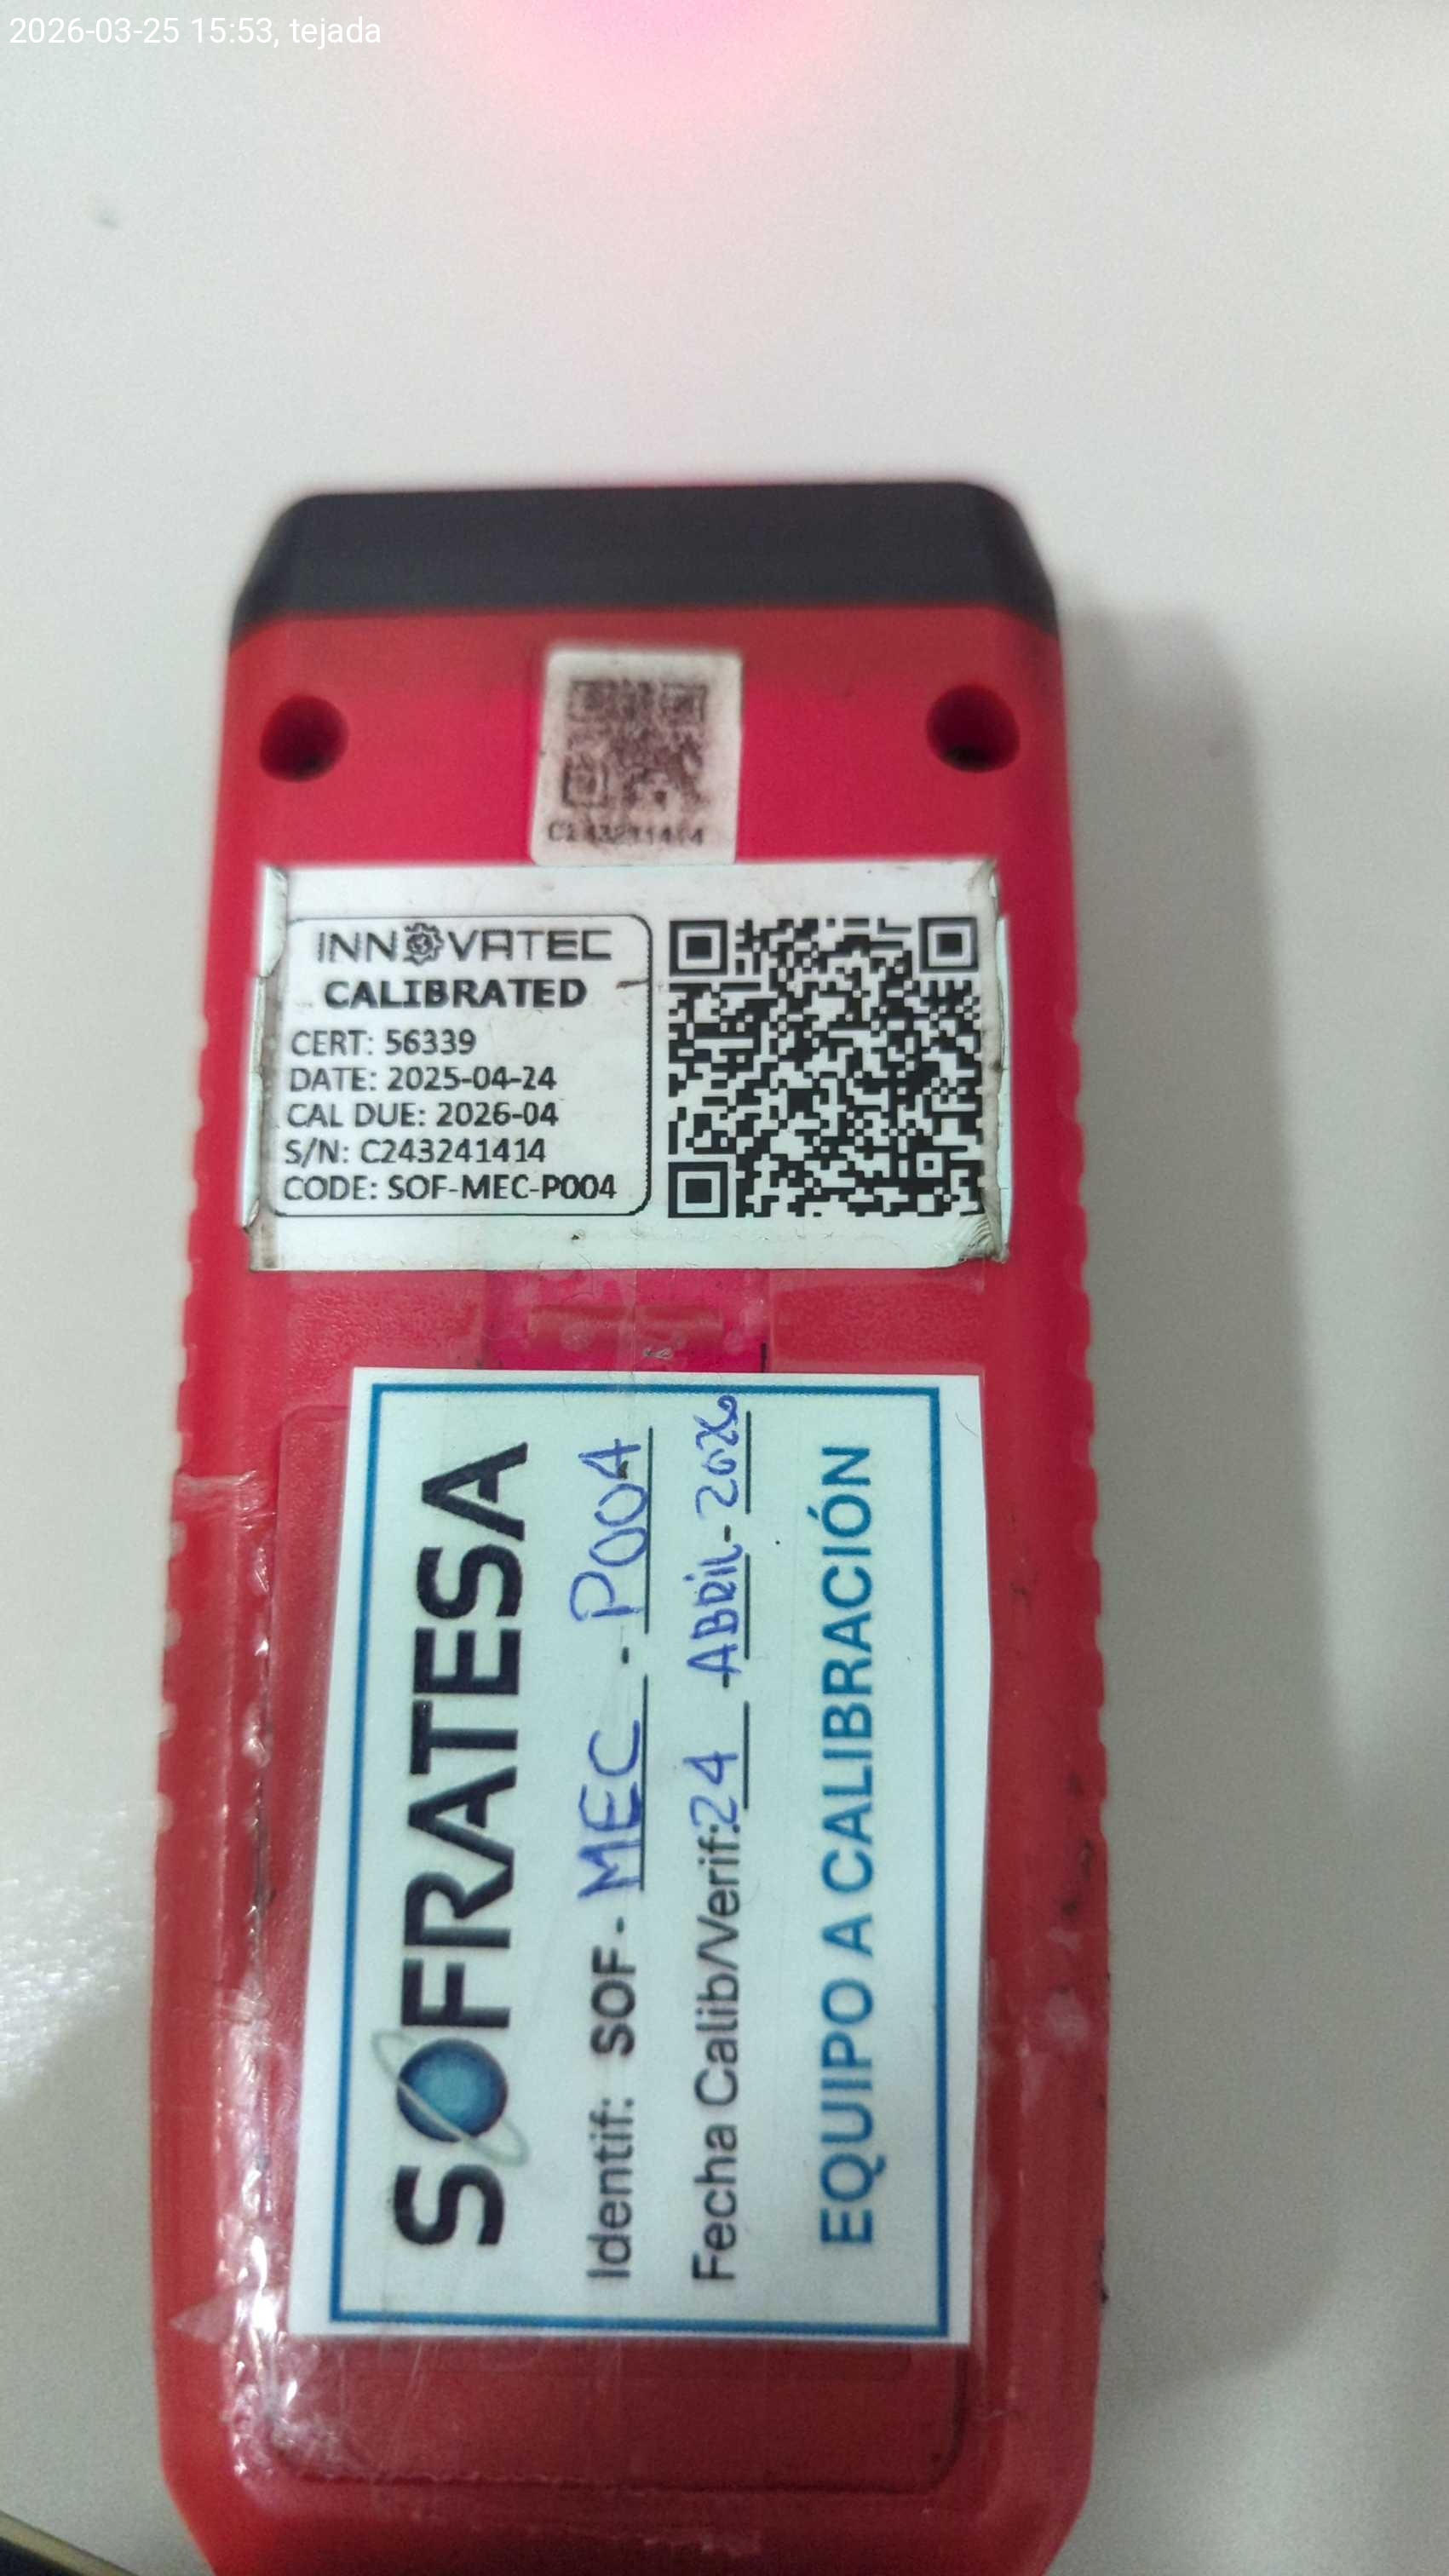 2026-03-25 15:53, tejada
INNOVATEC
CALIBRATED
CERT: 56339
DATE: 2025-04-24
CAL DUE: 2026-04
S/N: C243241414
CODE: SOF-MEC-P004
SOFRATESA
Identif: SOF - MEC - P004
Fecha Calib/Verif: 24 ABRIL - 2026
EQUIPO A CALIBRACIÓN